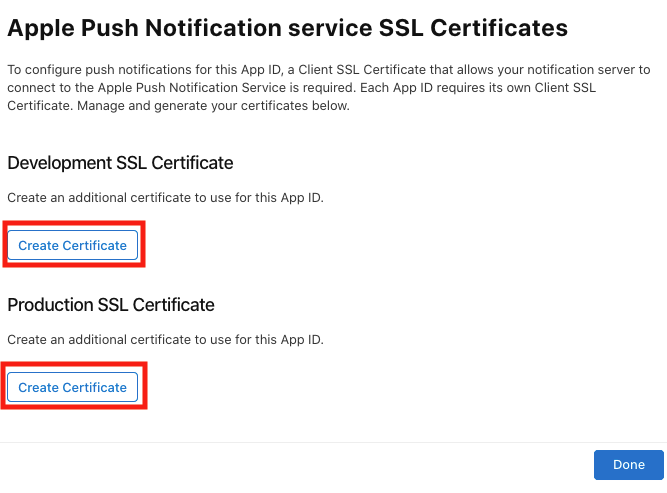 Apple Push Notification service SSL Certificates
To configure push notifications for this App ID, a Client SSL Certificate that allows your notification server to
connect to the Apple Push Notification Service is required. Each App ID requires its own Client SSL
Certificate. Manage and generate your certificates below.
Development SSL Certificate
Create an additional certificate to use for this App ID.
Create Certificate
Production SSL Certificate
Create an additional certificate to use for this App ID.
Create Certificate
Done